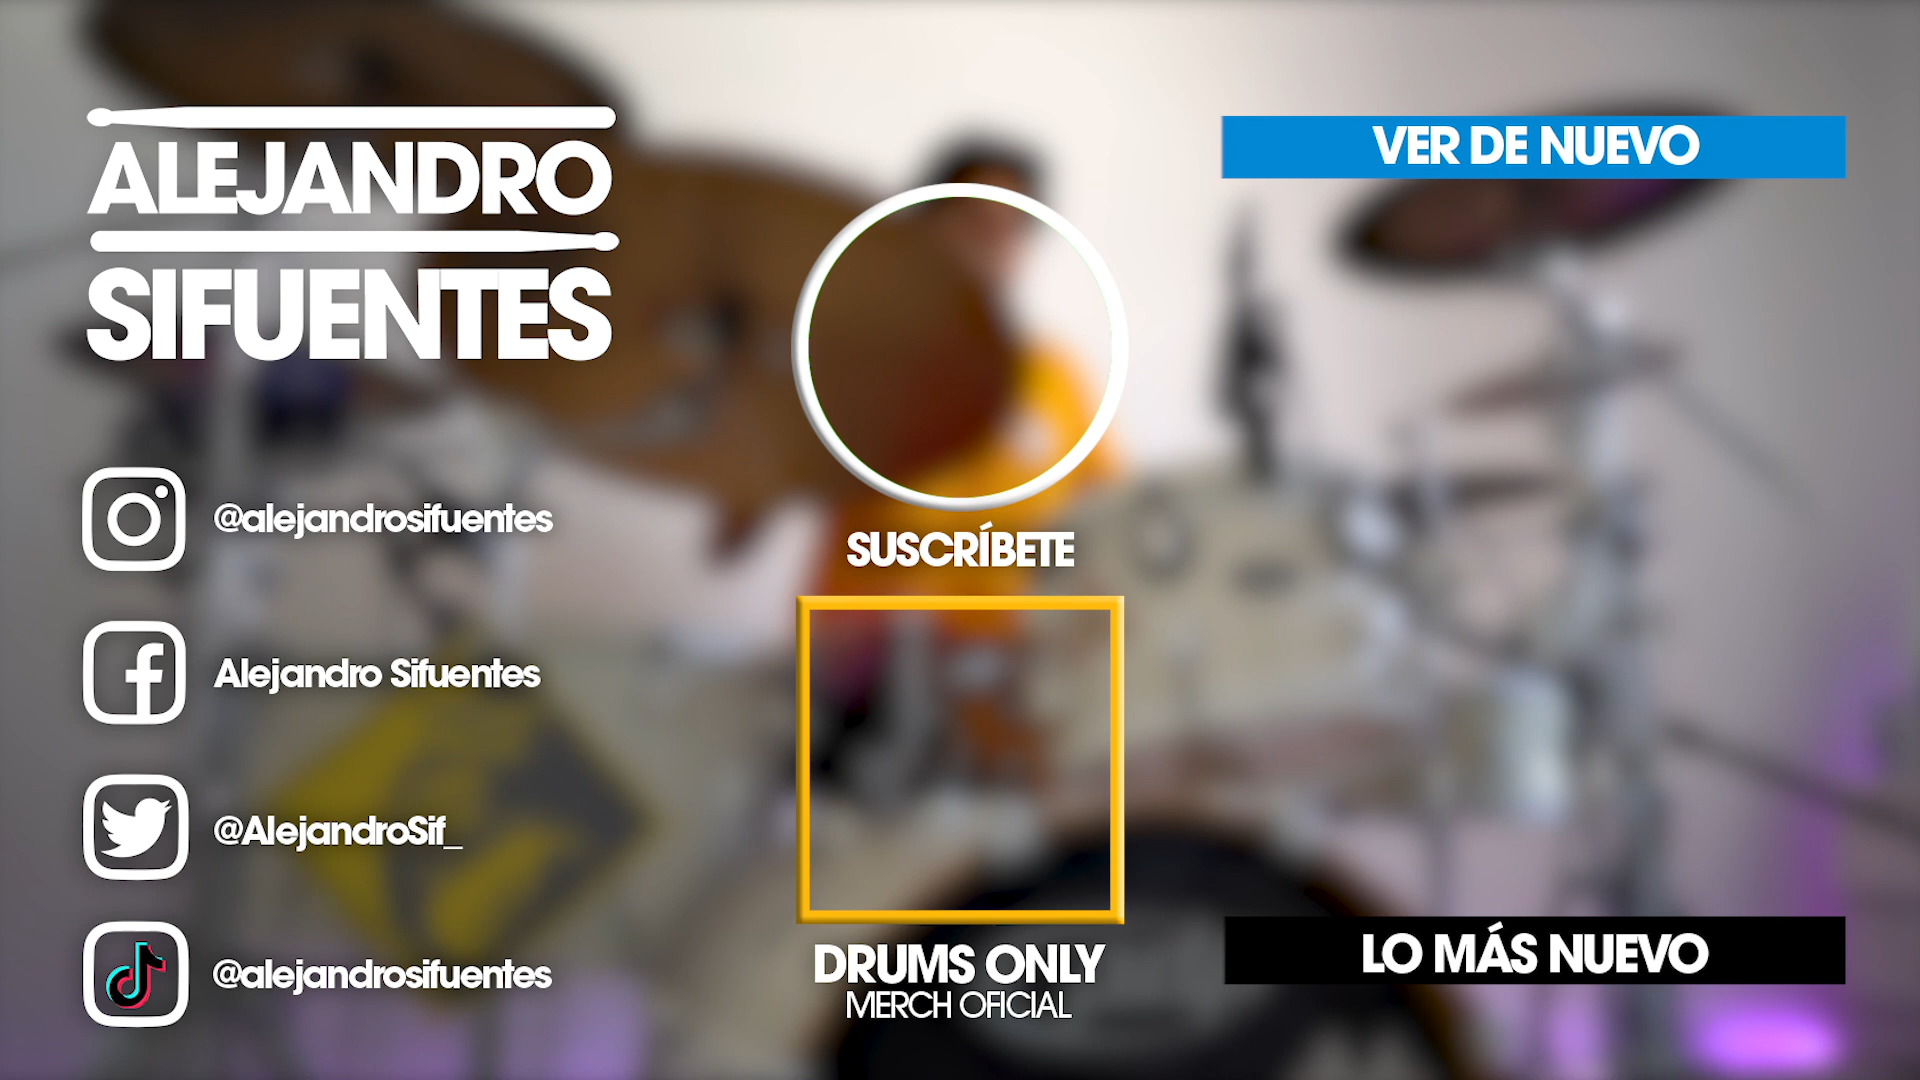 ALEJANDRO
SIFUENTES
@alejandrosifuentes
Alejandro Sifuentes
@AlejandroSif_
@alejandrosifuentes
SUSCRÍBETE
DRUMS ONLY
MERCH OFICIAL
VER DE NUEVO
LO MÁS NUEVO